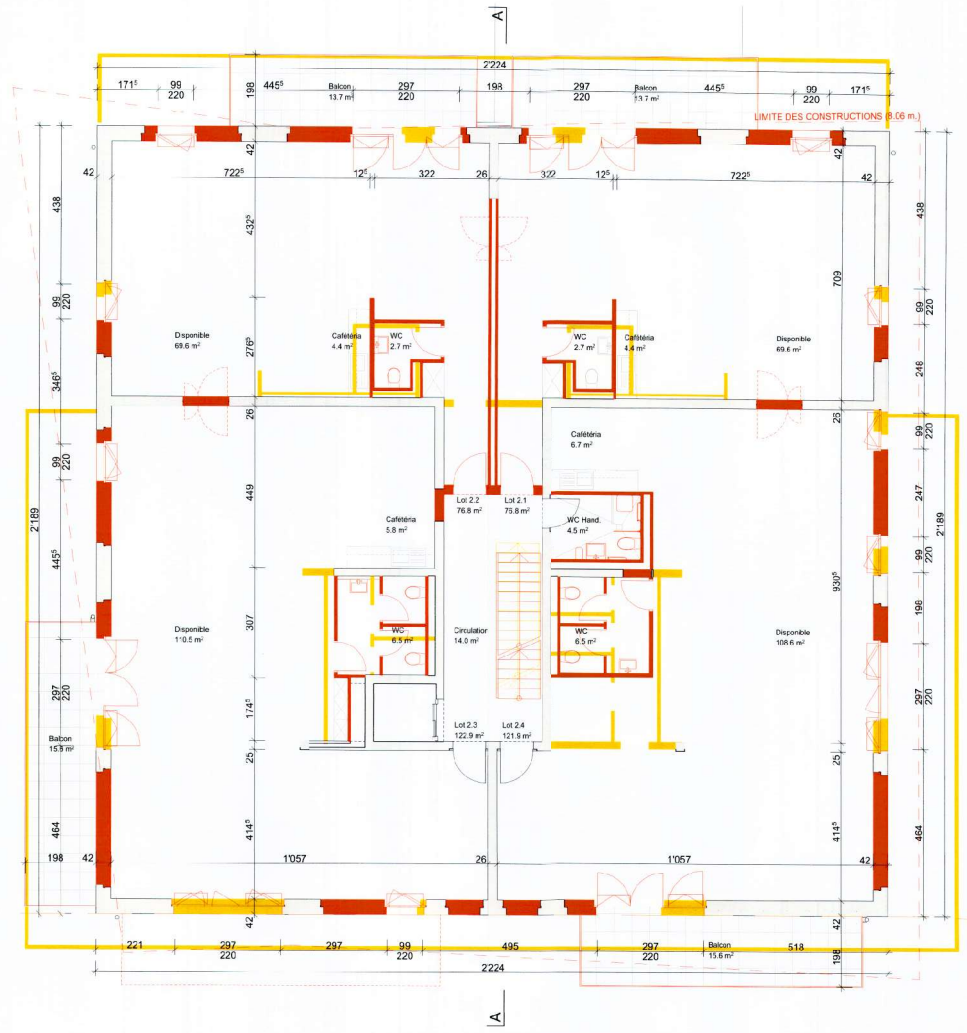 A
2'224
171⁵
99
220
198
445⁵
Balcon
13.7 m²
297
220
198
297
220
Balcon
13.7 m²
445⁵
99
220
171⁵
LIMITE DES CONSTRUCTIONS (8.06 m.)
42
42
42
722⁵
12⁵
322
26
322
12⁵
722⁵
42
438
432⁵
709
438
99
220
99
220
Disponible
69.6 m²
276⁵
Cafétéria
4.4 m²
WC
2.7 m²
WC
2.7 m²
Cafétéria
4.4 m²
Disponible
69.6 m²
248
346⁵
26
26
99
220
Cafétéria
6.7 m²
99
220
449
247
Lot 2.2
76.8 m²
Lot 2.1
76.8 m²
2'189
Cafétéria
5.8 m²
WC Hand.
4.5 m²
2'189
445⁵
99
220
930⁵
198
307
Disponible
110.5 m²
WC
6.5 m²
Circulation
14.0 m²
WC
6.5 m²
Disponible
108.6 m²
297
220
297
220
174⁵
Balcon
15.6 m²
Lot 2.3
122.9 m²
Lot 2.4
121.9 m²
25
25
464
414⁵
414⁵
464
198
42
1'057
26
1'057
42
42
42
221
297
220
297
99
220
495
297
220
Balcon
15.6 m²
518
198
2'224
A